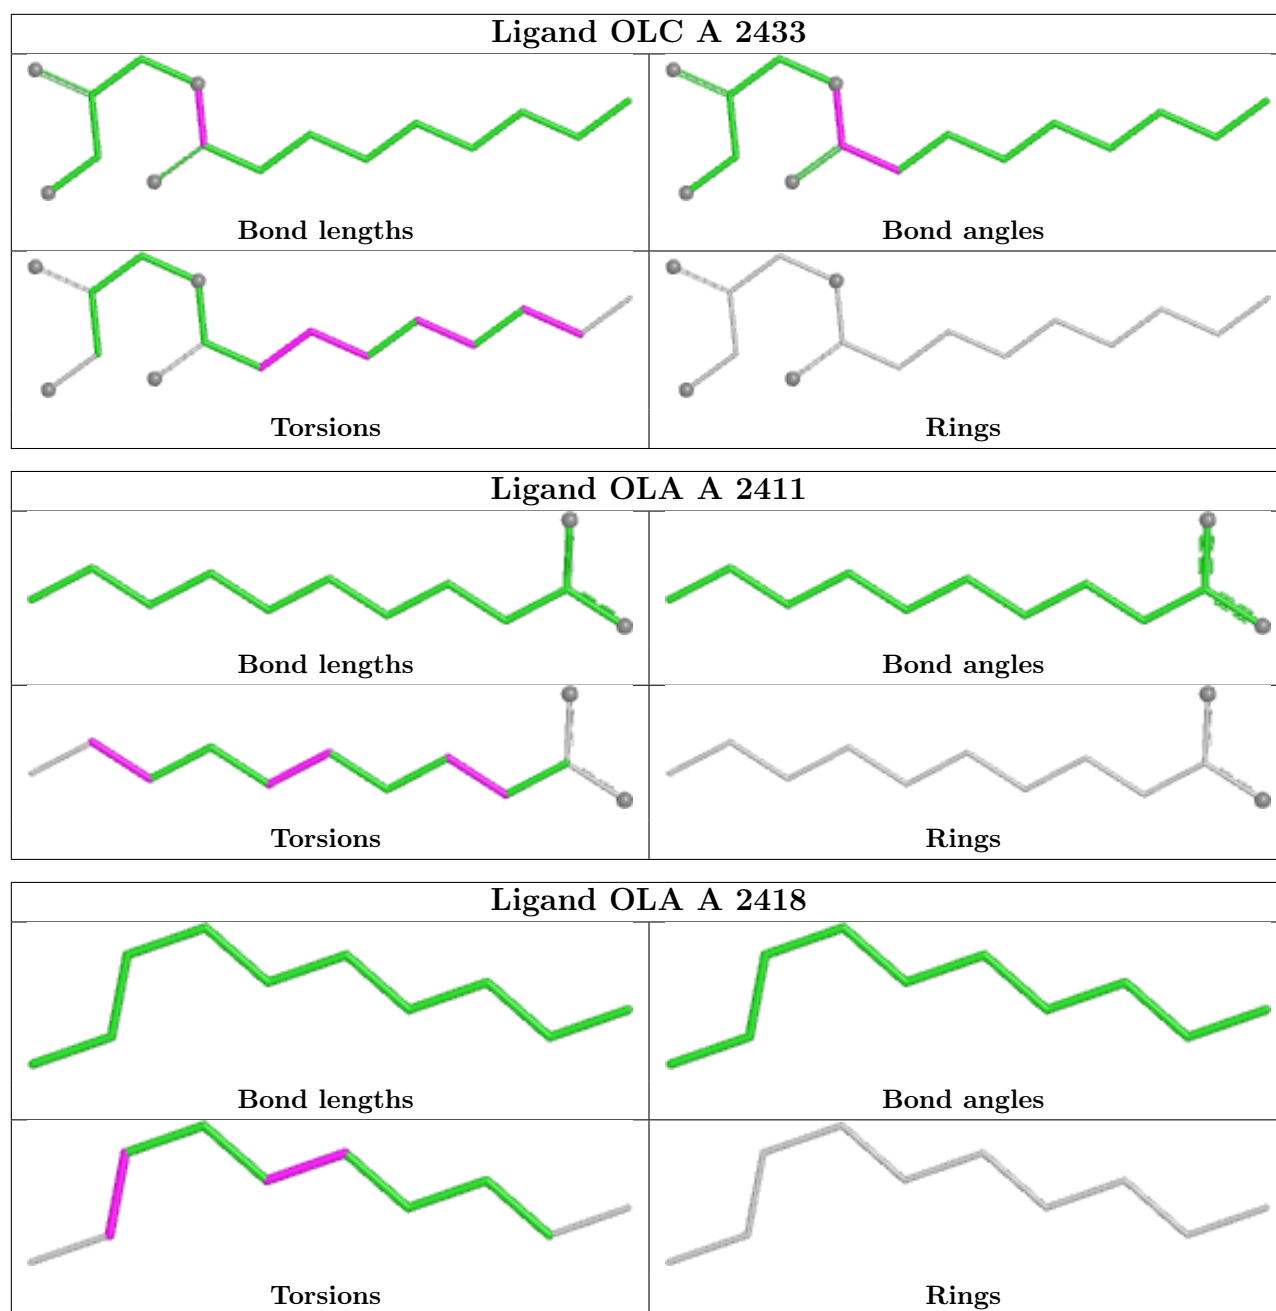 Ligand OLC A 2433
Bond lengths
Bond angles
Torsions
Rings
Ligand OLA A 2411
Bond lengths
Bond angles
Torsions
Rings
Ligand OLA A 2418
Bond lengths
Bond angles
Torsions
Rings